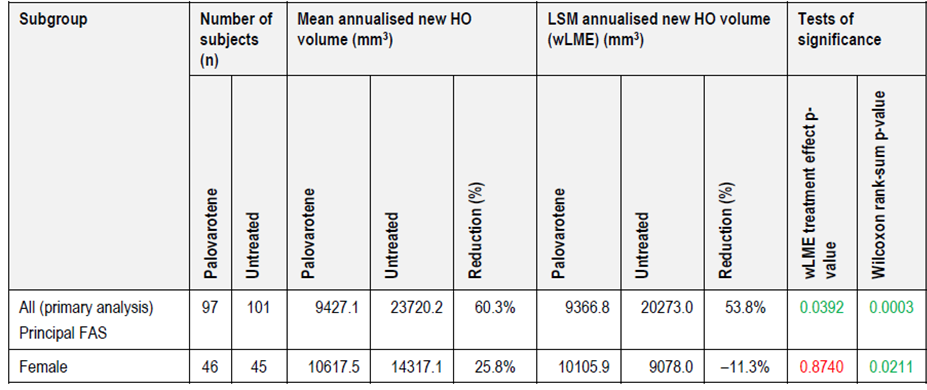 Subgroup
Number of
subjects
(n)
Mean annualised new HO
volume (mm³)
LSM annualised new HO volume
(wLME) (mm³)
Tests of
significance
Palovarotene
Untreated
Palovarotene
Untreated
Reduction (%)
Palovarotene
Untreated
Reduction (%)
wLME treatment effect p-
value
Wilcoxon rank-sum p-value
All (primary analysis)
Principal FAS
97 101 9427.1 23720.2 60.3% 9366.8 20273.0 53.8% 0.0392 0.0003
Female 46 45 10617.5 14317.1 25.8% 10105.9 9078.0 –11.3% 0.8740 0.0211